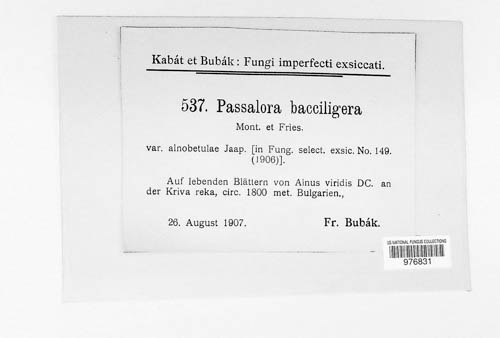 Kabát et Bubák: Fungi imperfecti exsiccati.
537. Passalora bacciligera
Mont. et Fries.
var. alnobetulae Jaap. [in Fung. select. exsic. No. 149.
(1906)].
Auf lebenden Blättern von Alnus viridis DC. an
der Kriva reka, circ. 1800 met. Bulgarien.,
26. August 1907. Fr. Bubák.
US NATIONAL FUNGUS COLLECTIONS
976831